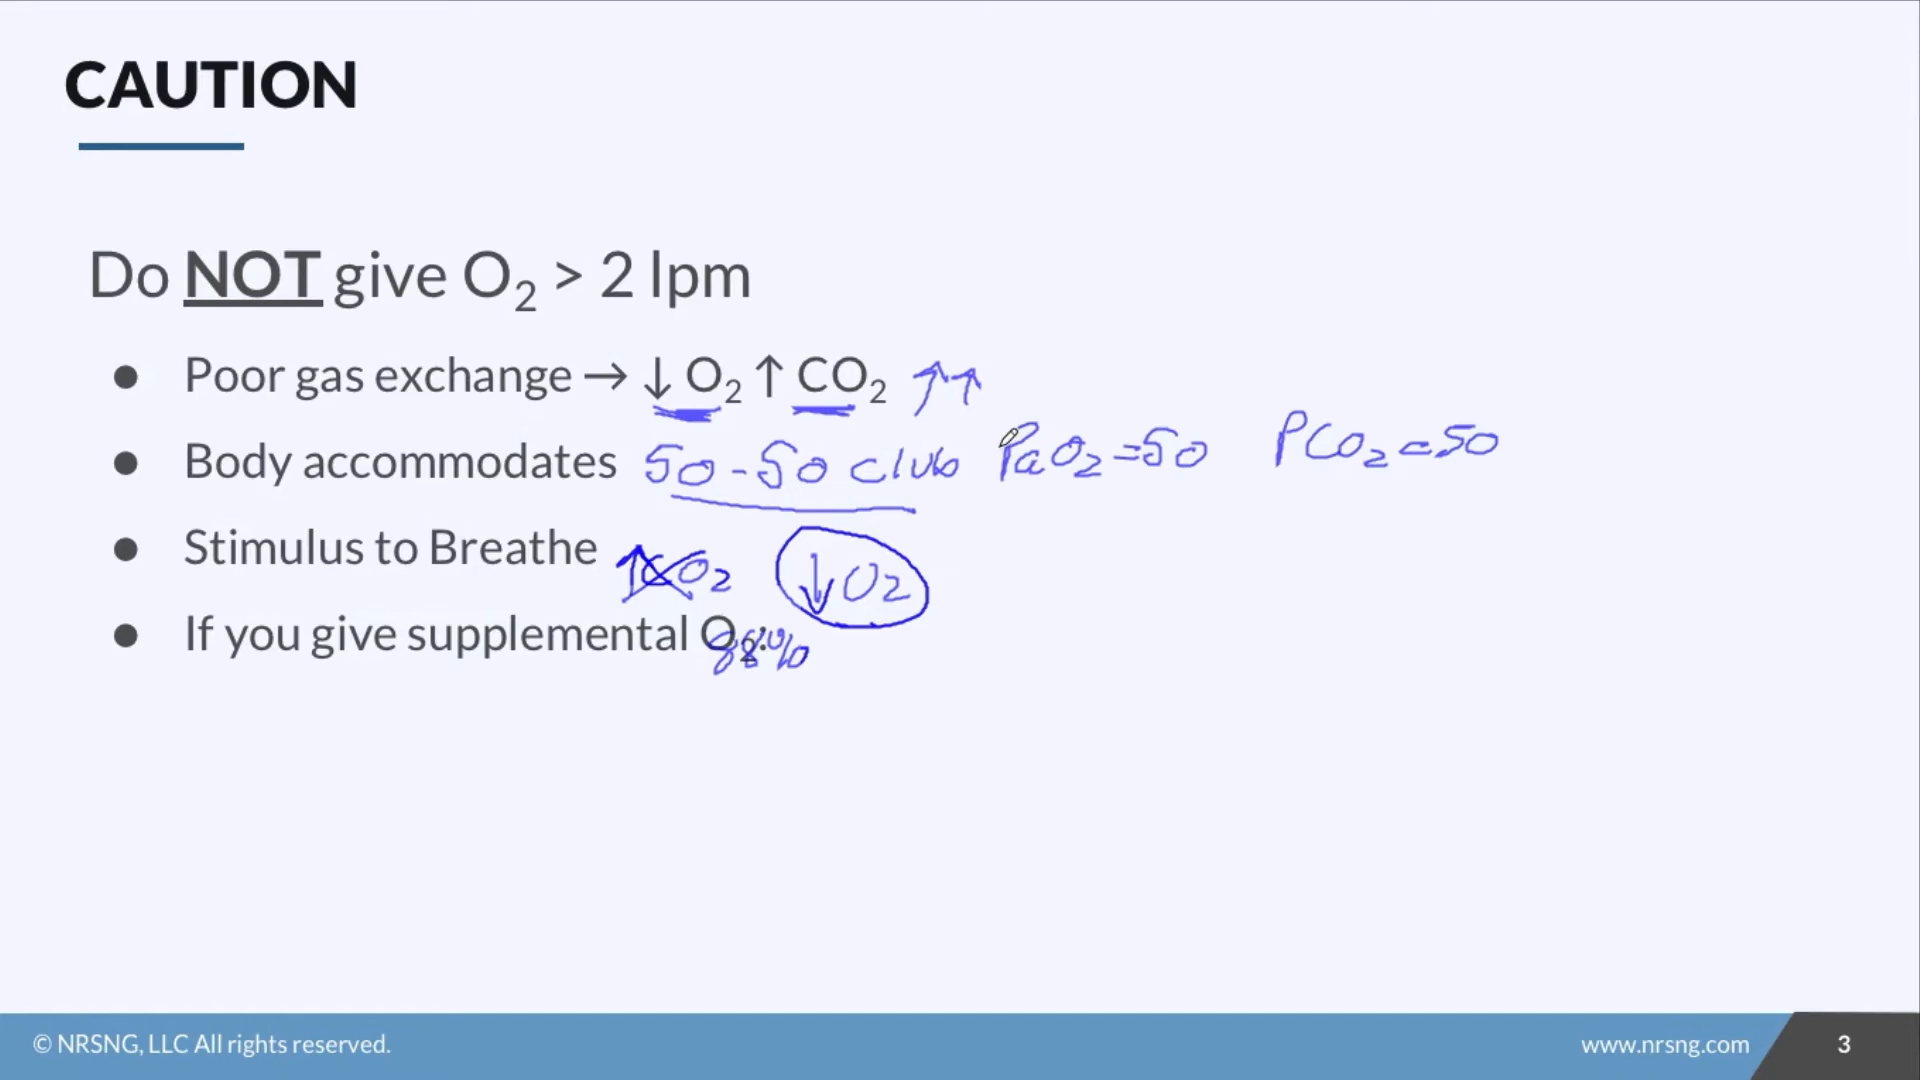 CAUTION
Do NOT give O₂ > 2 lpm
● Poor gas exchange → ↓ O₂ ↑ CO₂ ↑↑
● Body accommodates 50-50 club PaO₂=50 PCO₂=50
● Stimulus to Breathe ↑CO₂ ↓O₂
● If you give supplemental O₂: 88%
© NRSNG, LLC All rights reserved. www.nrsng.com 3